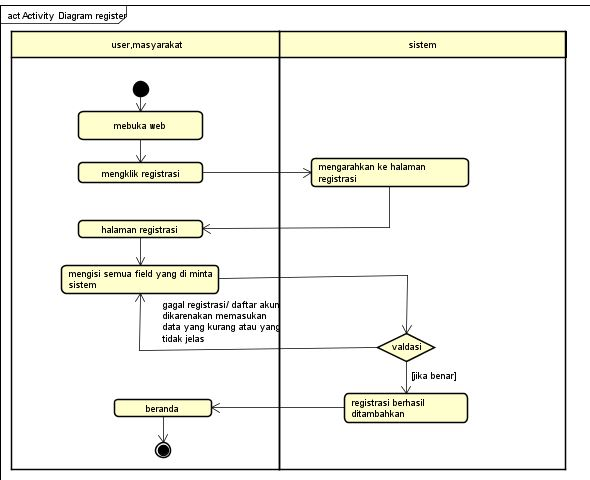 act Activity Diagram register
user,masyarakat
sistem
mebuka web
mengklik registrasi
mengarahkan ke halaman
registrasi
halaman registrasi
mengisi semua field yang di minta
sistem
gagal registrasi/ daftar akun
dikarenakan memasukan
data yang kurang atau yang
tidak jelas
valdasi
[jika benar]
registrasi berhasil
ditambahkan
beranda